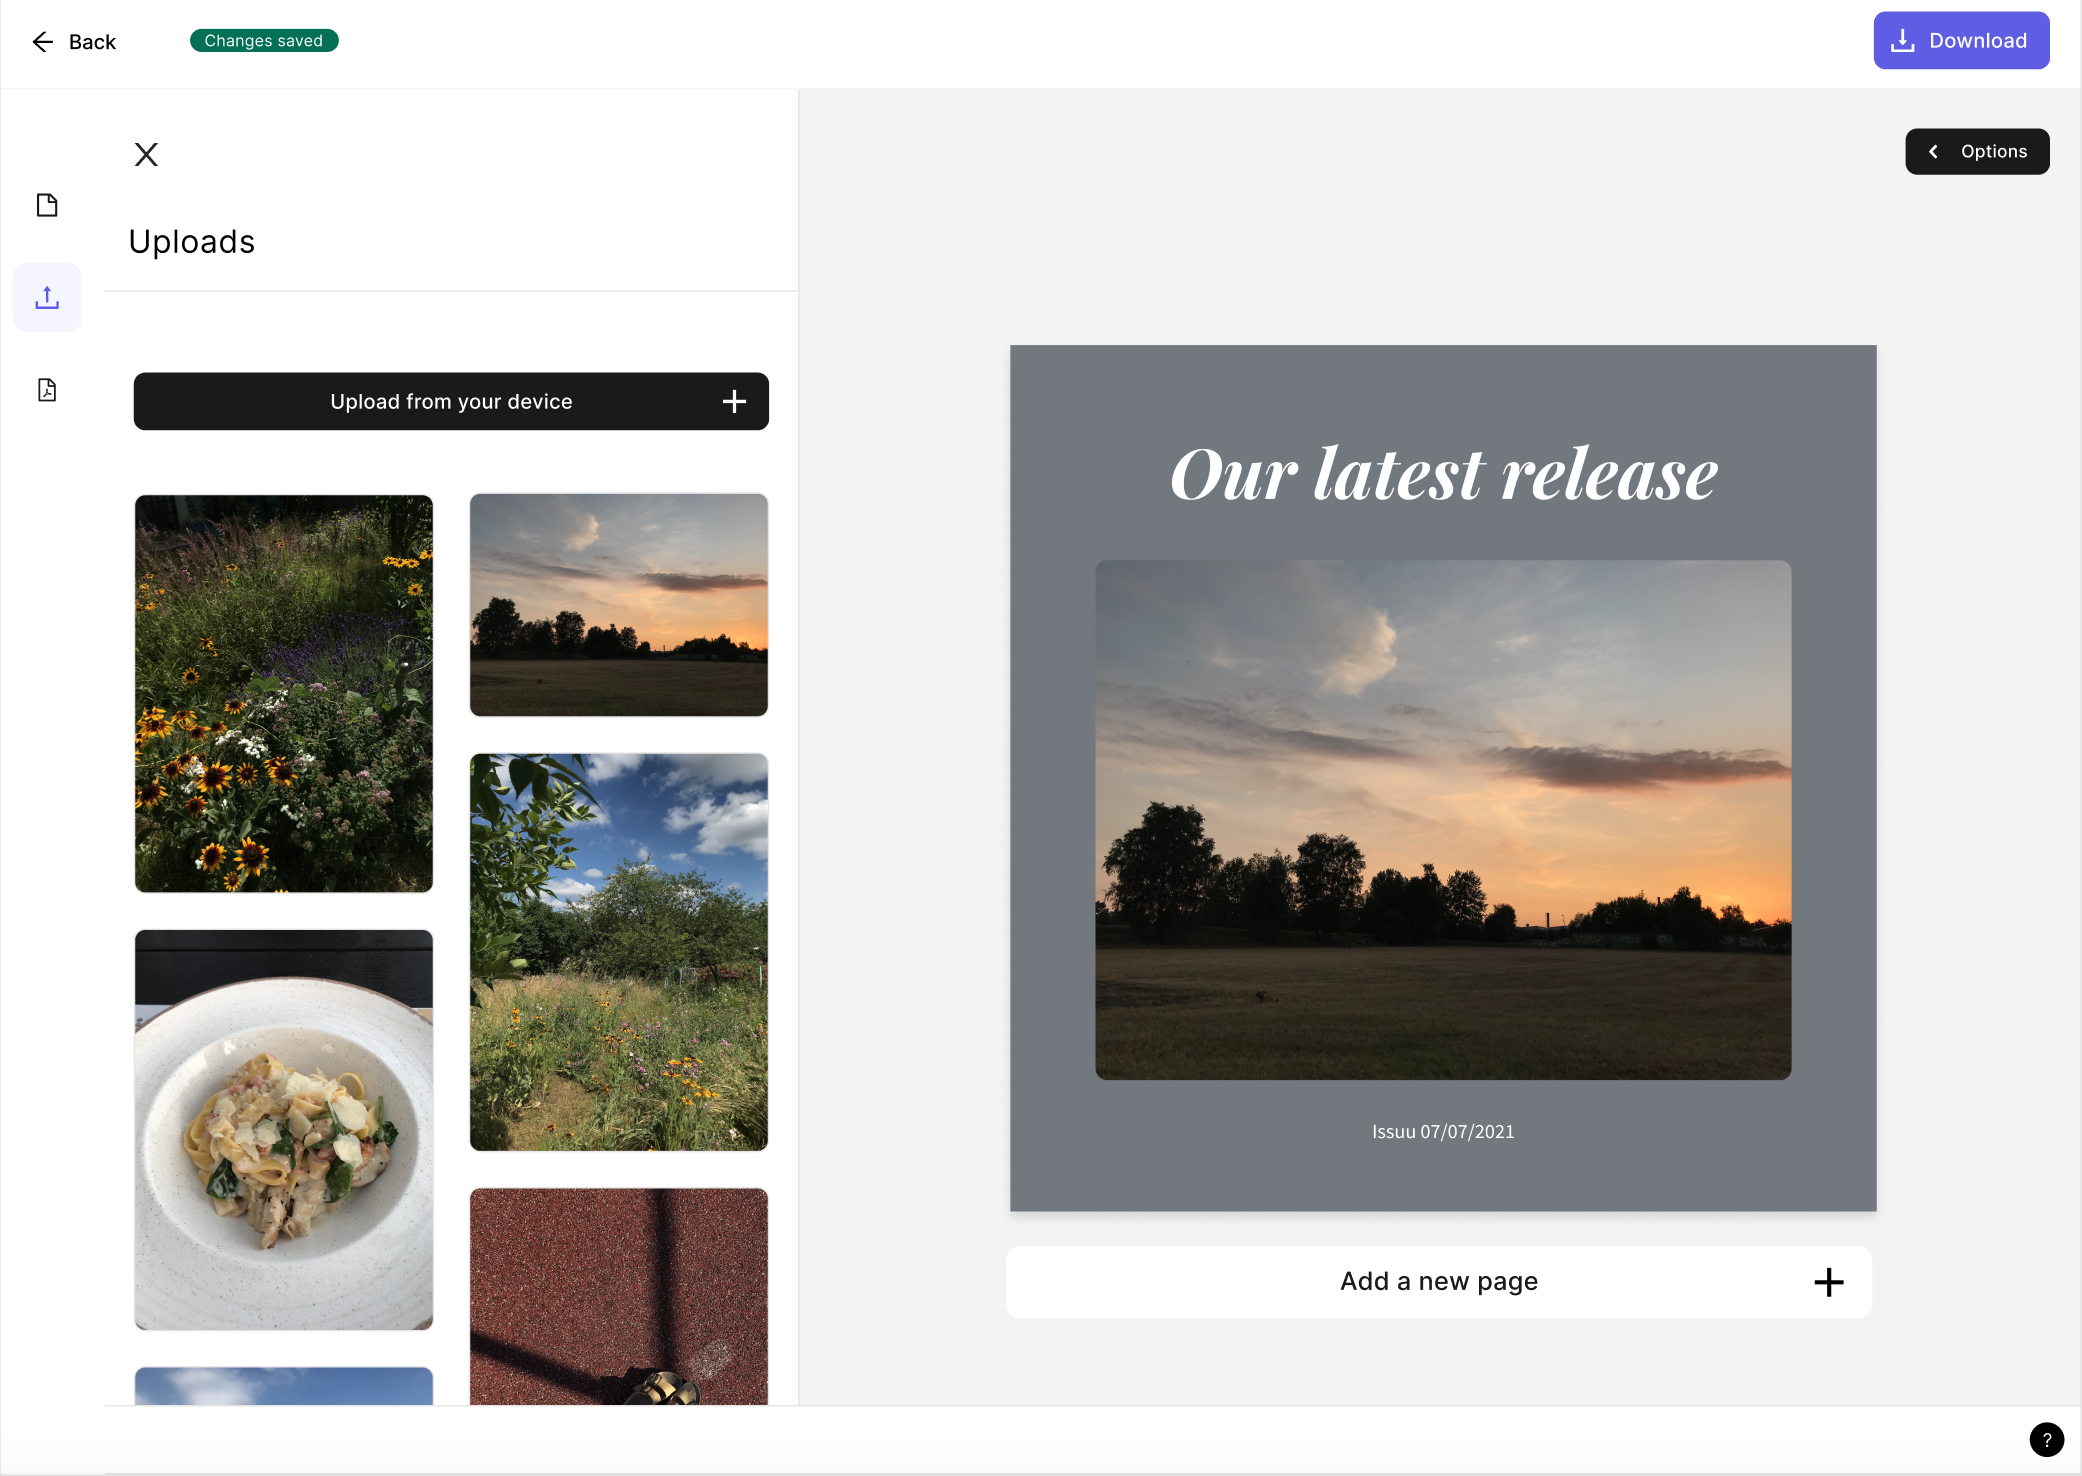 Back
Changes saved
Download
Options
Uploads
Upload from your device
Our latest release
Issuu 07/07/2021
Add a new page
?